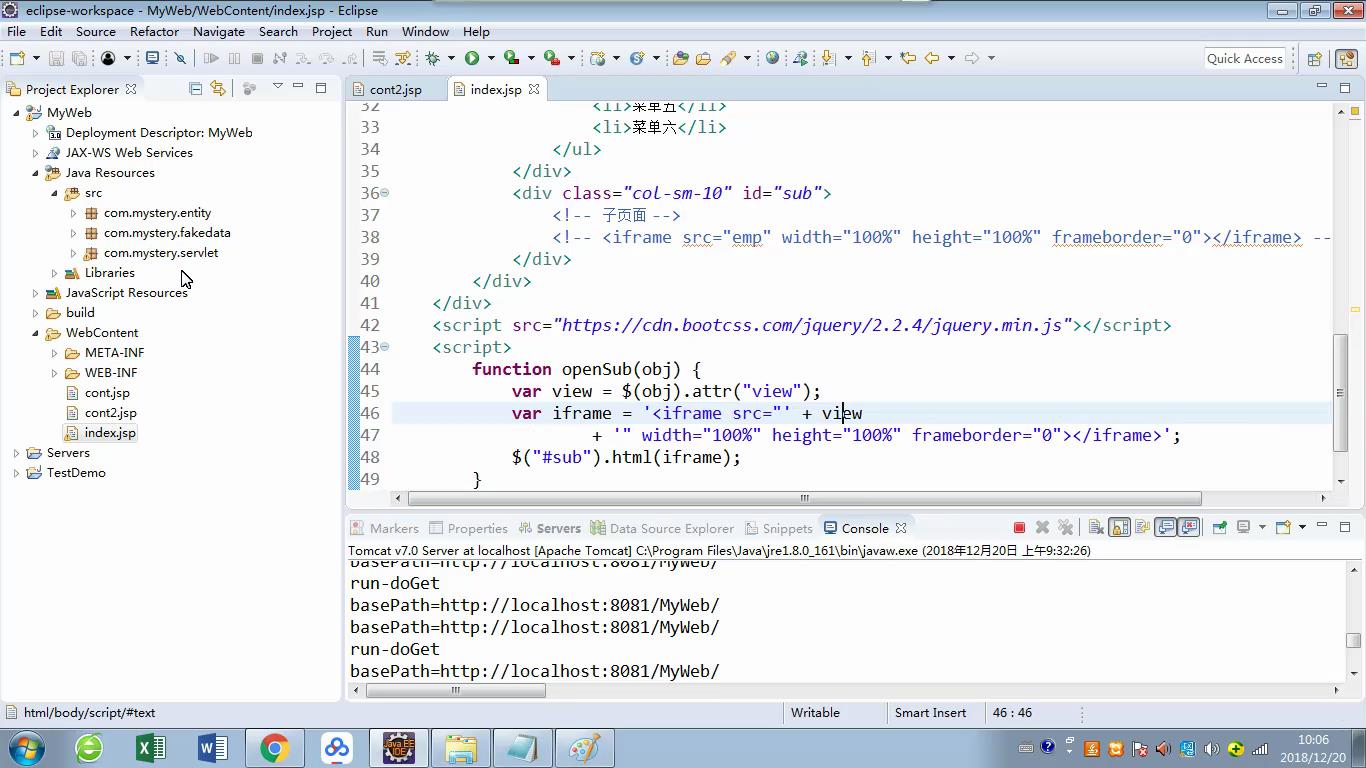 eclipse-workspace - MyWeb/WebContent/index.jsp - Eclipse
File Edit Source Refactor Navigate Search Project Run Window Help
Quick Access
Project Explorer
MyWeb
3.0 Deployment Descriptor: MyWeb
JAX-WS Web Services
Java Resources
src
com.mystery.entity
com.mystery.fakedata
com.mystery.servlet
Libraries
JavaScript Resources
build
WebContent
META-INF
WEB-INF
cont.jsp
cont2.jsp
index.jsp
Servers
TestDemo
cont2.jsp index.jsp
32 <li>菜单五</li>
33 <li>菜单六</li>
34 </ul>
35 </div>
36 <div class="col-sm-10" id="sub">
37 <!-- 子页面 -->
38 <!-- <iframe src="emp" width="100%" height="100%" frameborder="0"></iframe> --
39 </div>
40 </div>
41 </div>
42 <script src="https://cdn.bootcss.com/jquery/2.2.4/jquery.min.js"></script>
43 <script>
44 function openSub(obj) {
45 var view = $(obj).attr("view");
46 var iframe = '<iframe src="' + view
47 + '" width="100%" height="100%" frameborder="0"></iframe>';
48 $("#sub").html(iframe);
49 }
Markers Properties Servers Data Source Explorer Snippets Console
Tomcat v7.0 Server at localhost [Apache Tomcat] C:\Program Files\Java\jre1.8.0_161\bin\javaw.exe (2018年12月20日 上午9:32:26)
basePath=http://localhost:8081/MyWeb/
run-doGet
basePath=http://localhost:8081/MyWeb/
basePath=http://localhost:8081/MyWeb/
run-doGet
basePath=http://localhost:8081/MyWeb/
html/body/script/#text Writable Smart Insert 46 : 46
Java EE IDE
10:06
2018/12/20